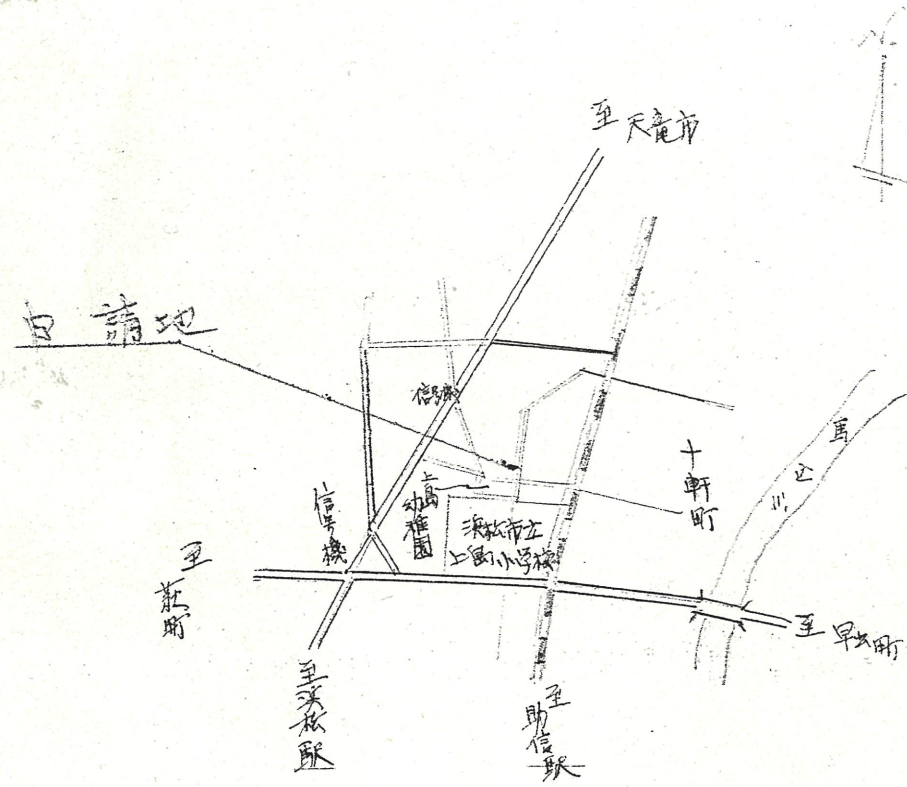 N
至 天竜市
申請地
信号機
馬込川
十軒町
上島幼稚園
信号機
浜松市立
上島小学校
至
萩町
至 早出町
至浜松駅
至助信駅